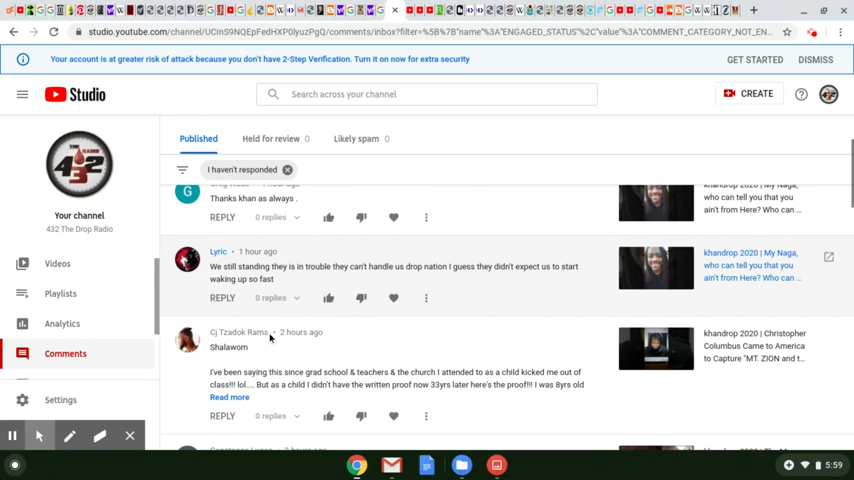 studio.youtube.com/channel/UCInS9NQEpFedHXP0lyuzPgQ/comments/inbox?filter=%5B%7B"name"%3A"ENGAGED_STATUS"%2C"value"%3A"COMMENT_CATEGORY_NOT_EN...
Your account is at greater risk of attack because you don't have 2-Step Verification. Turn it on now for extra security
GET STARTED
DISMISS
Studio
Search across your channel
CREATE
Published
Held for review 0
Likely spam 0
I haven't responded
432
Your channel
432 The Drop Radio
Videos
Playlists
Analytics
Comments
Settings
G
Thanks khan as always .
REPLY
0 replies
khandrop 2020 | My Naga,
who can tell you that you
ain't from Here? Who can ...
Lyric • 1 hour ago
We still standing they is in trouble they can't handle us drop nation I guess they didn't expect us to start
waking up so fast
REPLY
0 replies
khandrop 2020 | My Naga,
who can tell you that you
ain't from Here? Who can ...
Cj Tzadok Rams • 2 hours ago
Shalawom
I've been saying this since grad school & teachers & the church I attended to as a child kicked me out of
class!!! lol.... But as a child I didn't have the written proof now 33yrs later here's the proof!!! I was 8yrs old
Read more
REPLY
0 replies
khandrop 2020 | Christopher
Columbus Came to America
to Capture "MT. ZION and t...
5:59